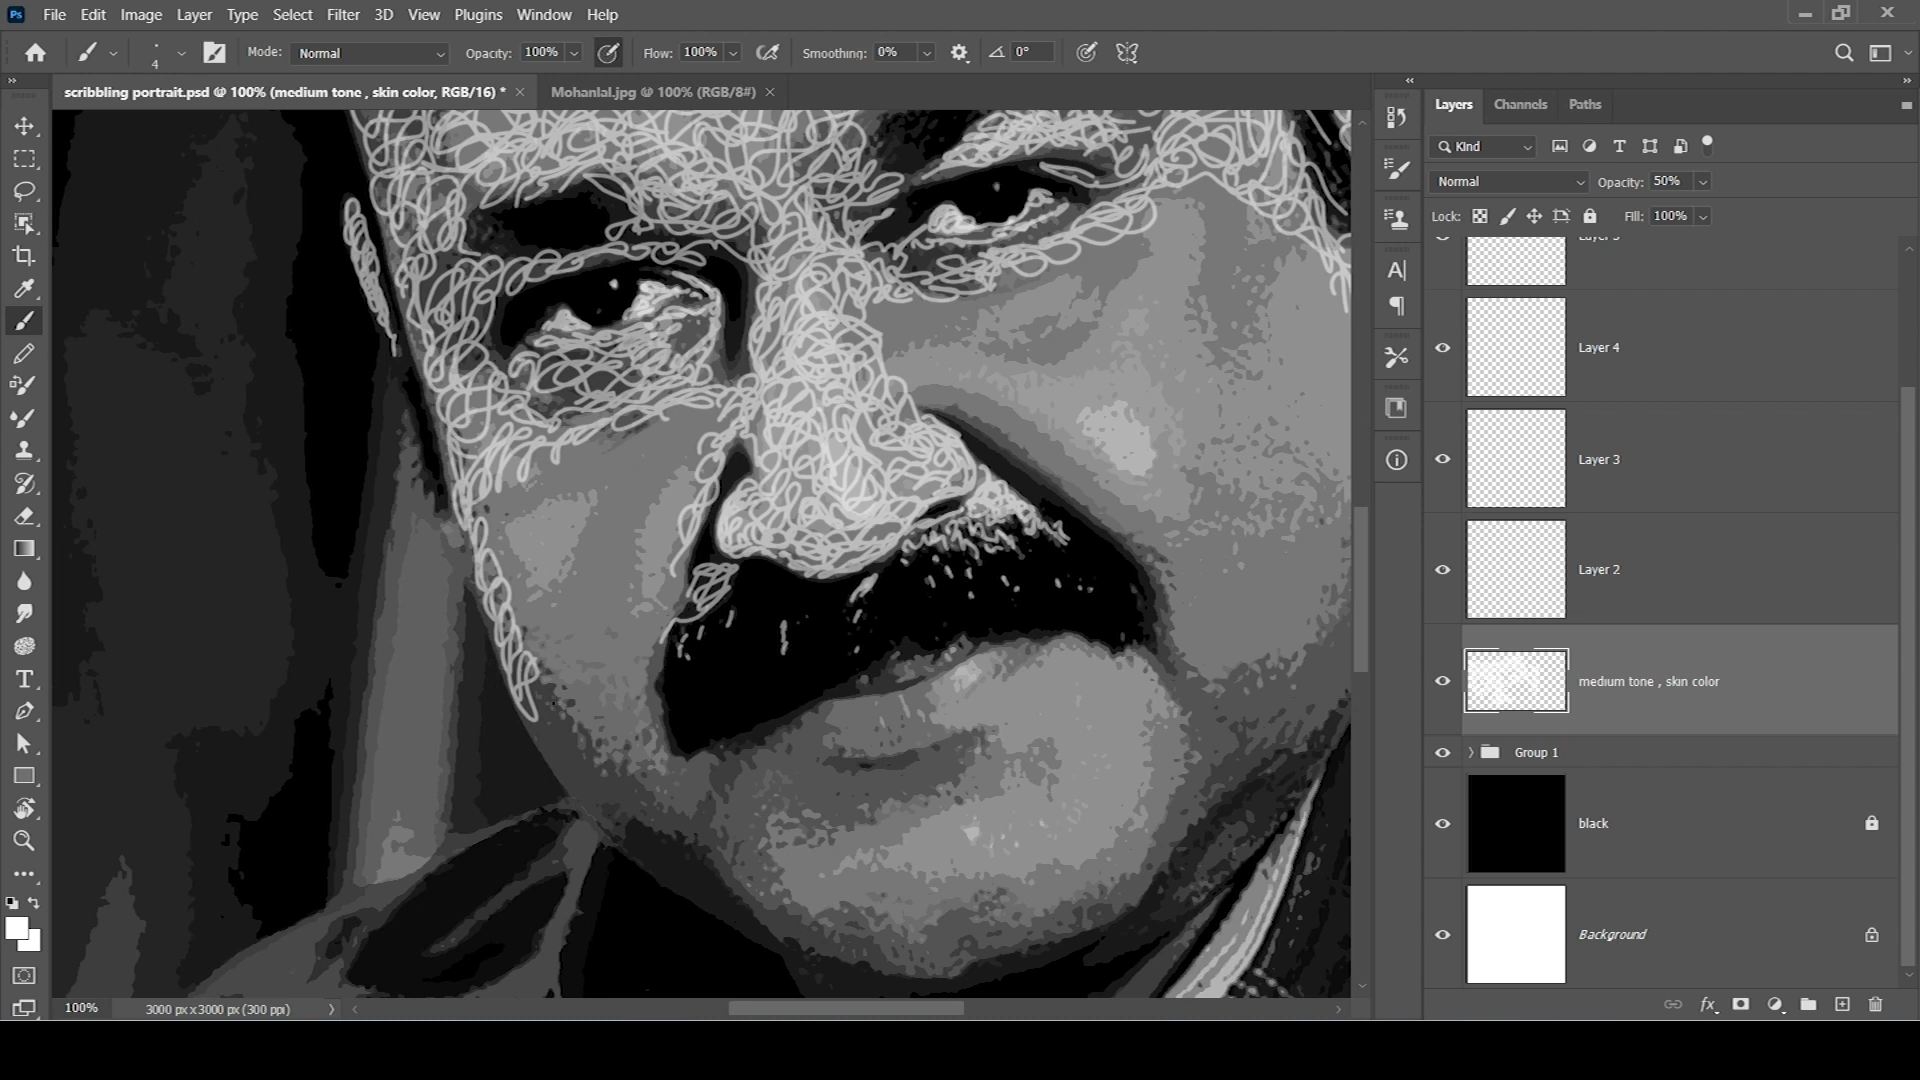 Ps File Edit Image Layer Type Select Filter 3D View Plugins Window Help
4 Mode: Normal Opacity: 100% Flow: 100% Smoothing: 0% 0°
scribbling portrait.psd @ 100% (medium tone , skin color, RGB/16) * Mohanlal.jpg @ 100% (RGB/8#)
Layers Channels Paths
Kind
Normal Opacity: 50%
Lock: Fill: 100%
Layer 4
Layer 3
Layer 2
medium tone , skin color
Group 1
black
Background
100% 3000 px x 3000 px (300 ppi)
fx